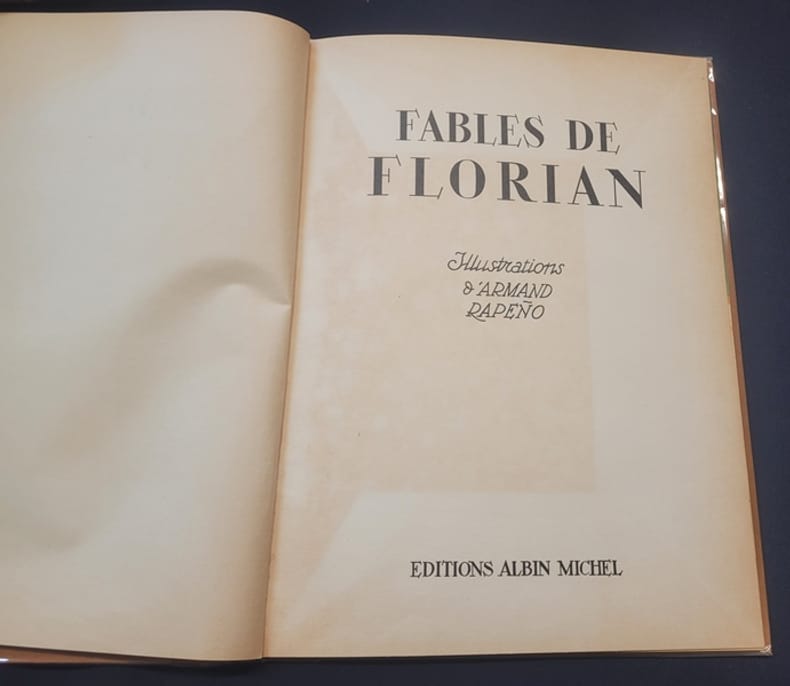 FABLES DE
FLORIAN
Illustrations
d'ARMAND
RAPEÑO
EDITIONS ALBIN MICHEL